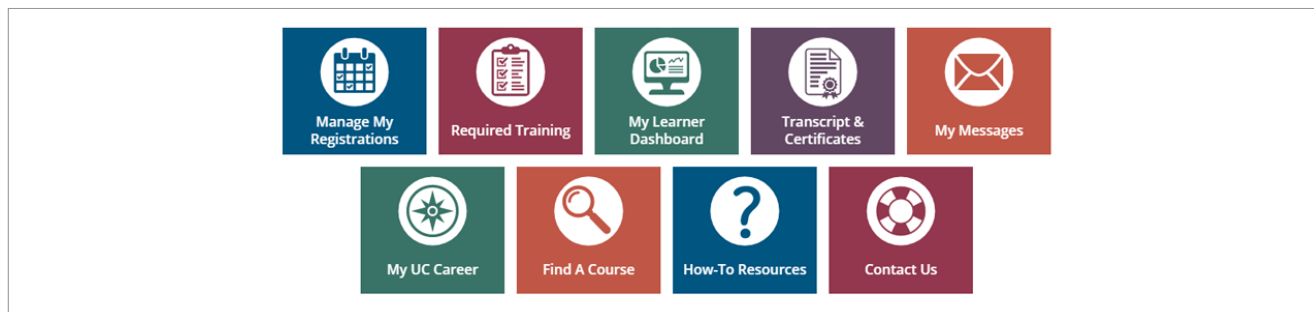 Manage My
Registrations
Required Training
My Learner
Dashboard
Transcript &
Certificates
My Messages
My UC Career
Find A Course
How-To Resources
Contact Us